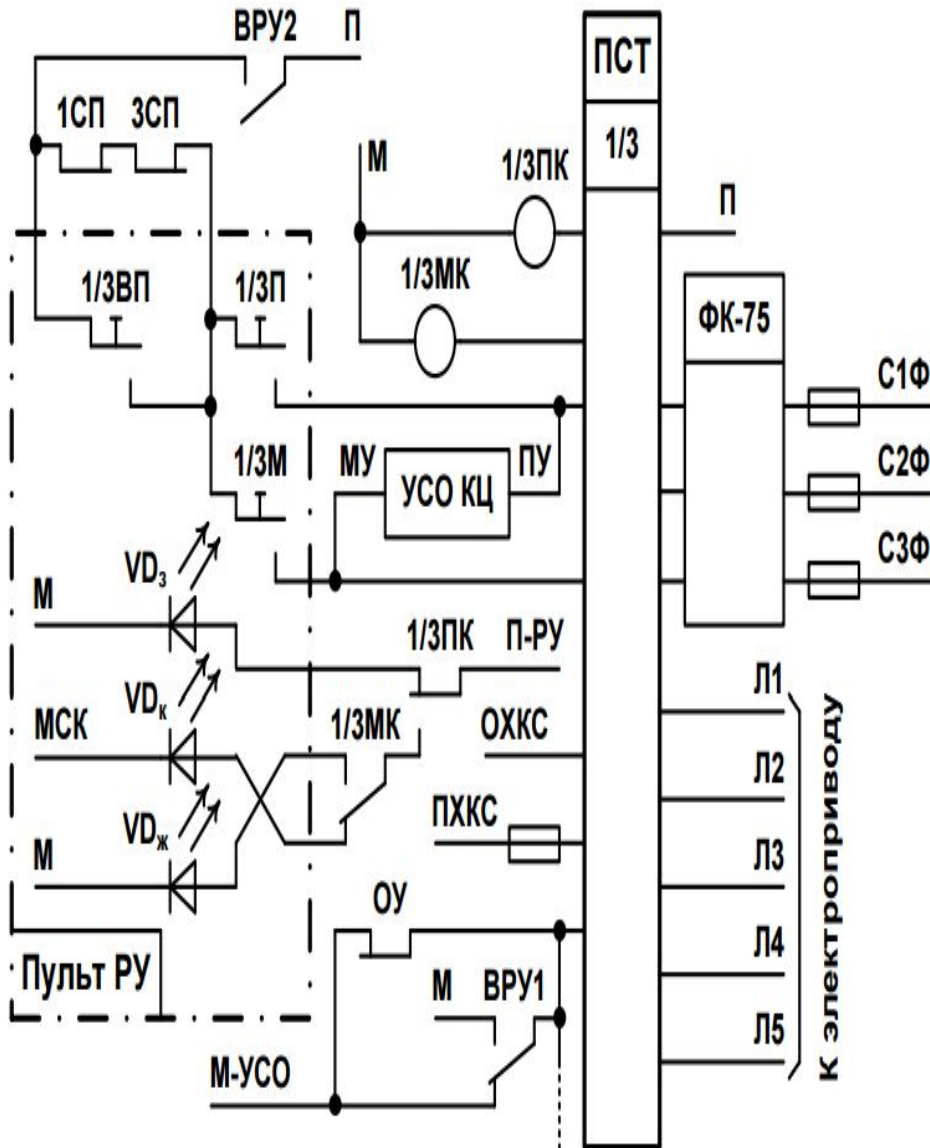 ВРУ2 П
ПСТ
1СП 3СП
1/3
М
1/3ПК
П
1/3МК
1/3ВП 1/3П
ФК-75
С1Ф
1/3М
МУ УСО КЦ ПУ
С2Ф
VDз
С3Ф
М
1/3ПК П-РУ
VDк
Л1
МСК
1/3МК
ОХКС
Л2
VDж
ПХКС
М
Л3
ОУ
Л4
Пульт РУ
М ВРУ1
Л5
М-УСО
К электроприводу